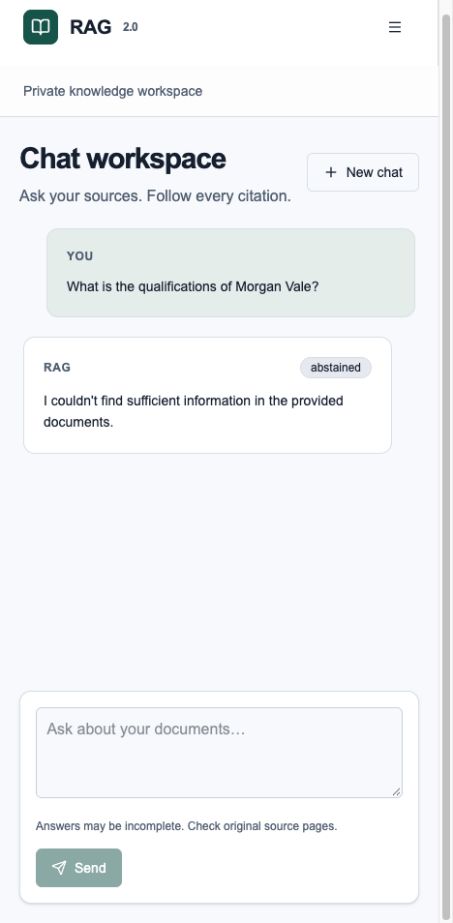 RAG 2.0
Private knowledge workspace
Chat workspace
+ New chat
Ask your sources. Follow every citation.
YOU
What is the qualifications of Morgan Vale?
RAG
abstained
I couldn't find sufficient information in the provided
documents.
Ask about your documents…
Answers may be incomplete. Check original source pages.
Send